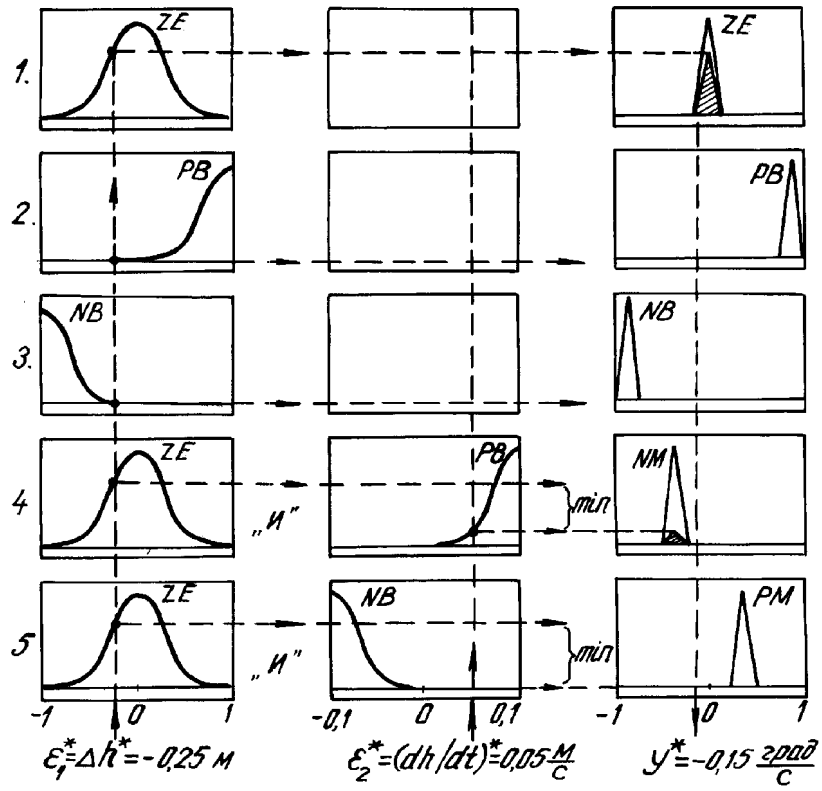 1. ZE ZE
2. PB PB
3. NB NB
4 ZE „И" PB min NM
5 ZE „И" NB min PM
-1 0 1 -0,1 0 0,1 -1 0 1
ε₁*=Δh*=-0,25 м ε₂*=(dh/dt)*=0,05 м/с y*=-0,15 град/с